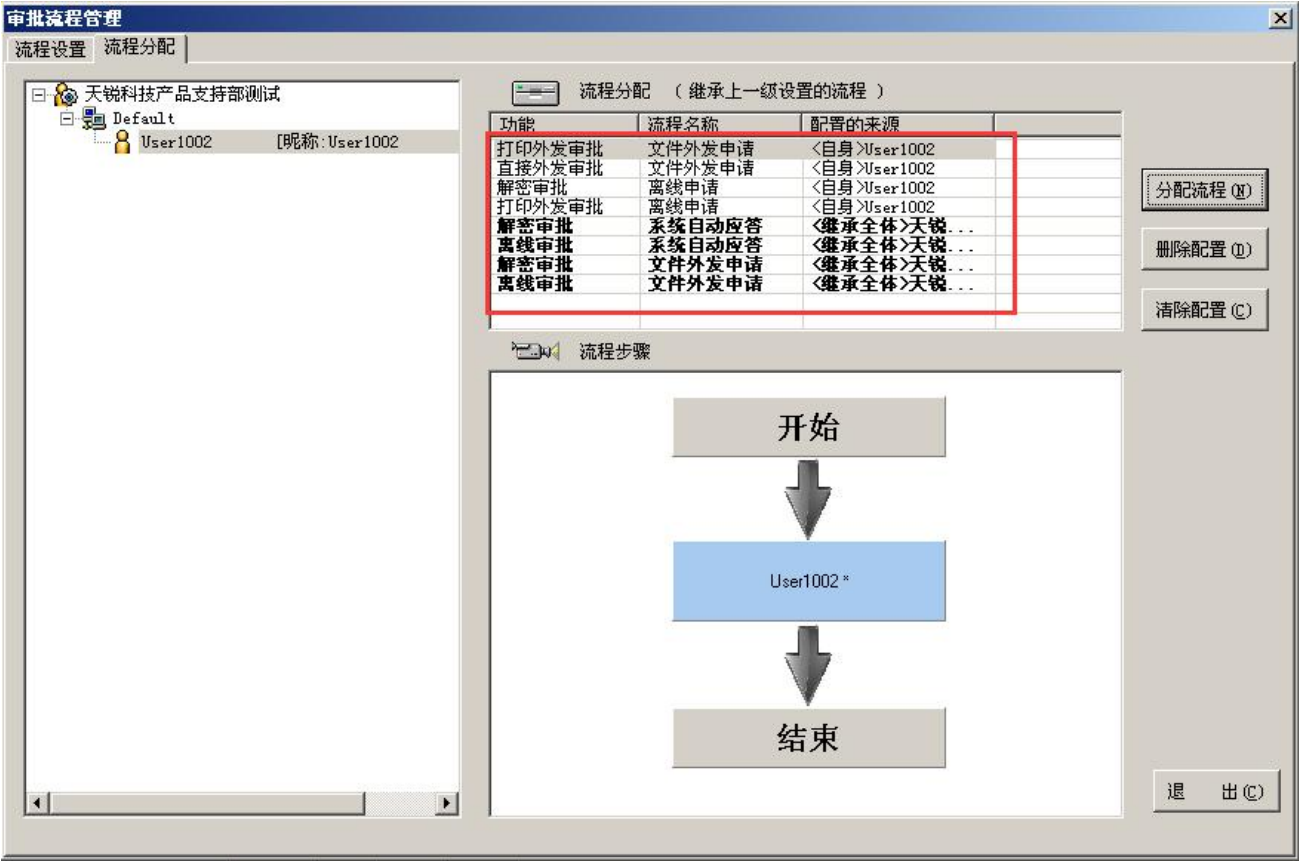 审批流程管理
流程设置 流程分配
天锐科技产品支持部测试
Default
User1002 [昵称:User1002
流程分配 （ 继承上一级设置的流程 ）
功能 流程名称 配置的来源
打印外发审批 文件外发申请 <自身>User1002
直接外发审批 文件外发申请 <自身>User1002
解密审批 离线申请 <自身>User1002
打印外发审批 离线申请 <自身>User1002
解密审批 系统自动应答 <继承全体>天锐...
离线审批 系统自动应答 <继承全体>天锐...
解密审批 文件外发申请 <继承全体>天锐...
离线审批 文件外发申请 <继承全体>天锐...
分配流程(N)
删除配置(D)
清除配置(C)
流程步骤
开始
User1002 *
结束
退 出(C)